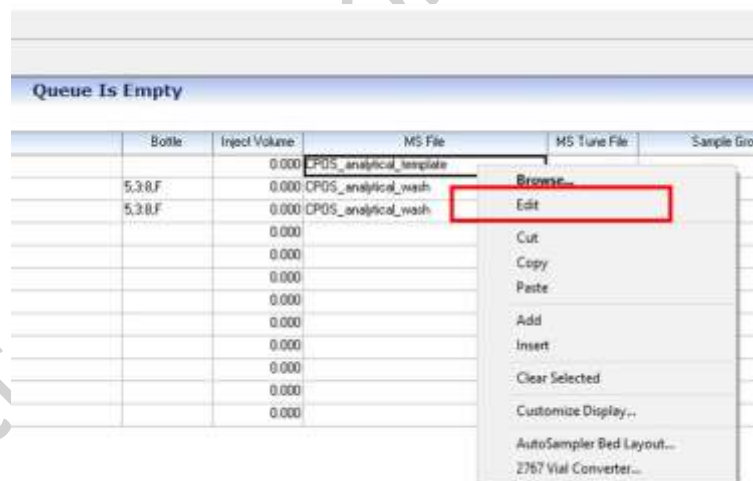 Queue Is Empty
Bottle Inject Volume MS File MS Tune File Sample Gro
0.000 CPOS_analytical_template
5,3:8,F 0.000 CPOS_analytical_wash
5,3:8,F 0.000 CPOS_analytical_wash
0.000
0.000
0.000
0.000
0.000
0.000
0.000
0.000
0.000
Browse...
Edit
Cut
Copy
Paste
Add
Insert
Clear Selected
Customize Display...
AutoSampler Bed Layout...
2767 Vial Converter...